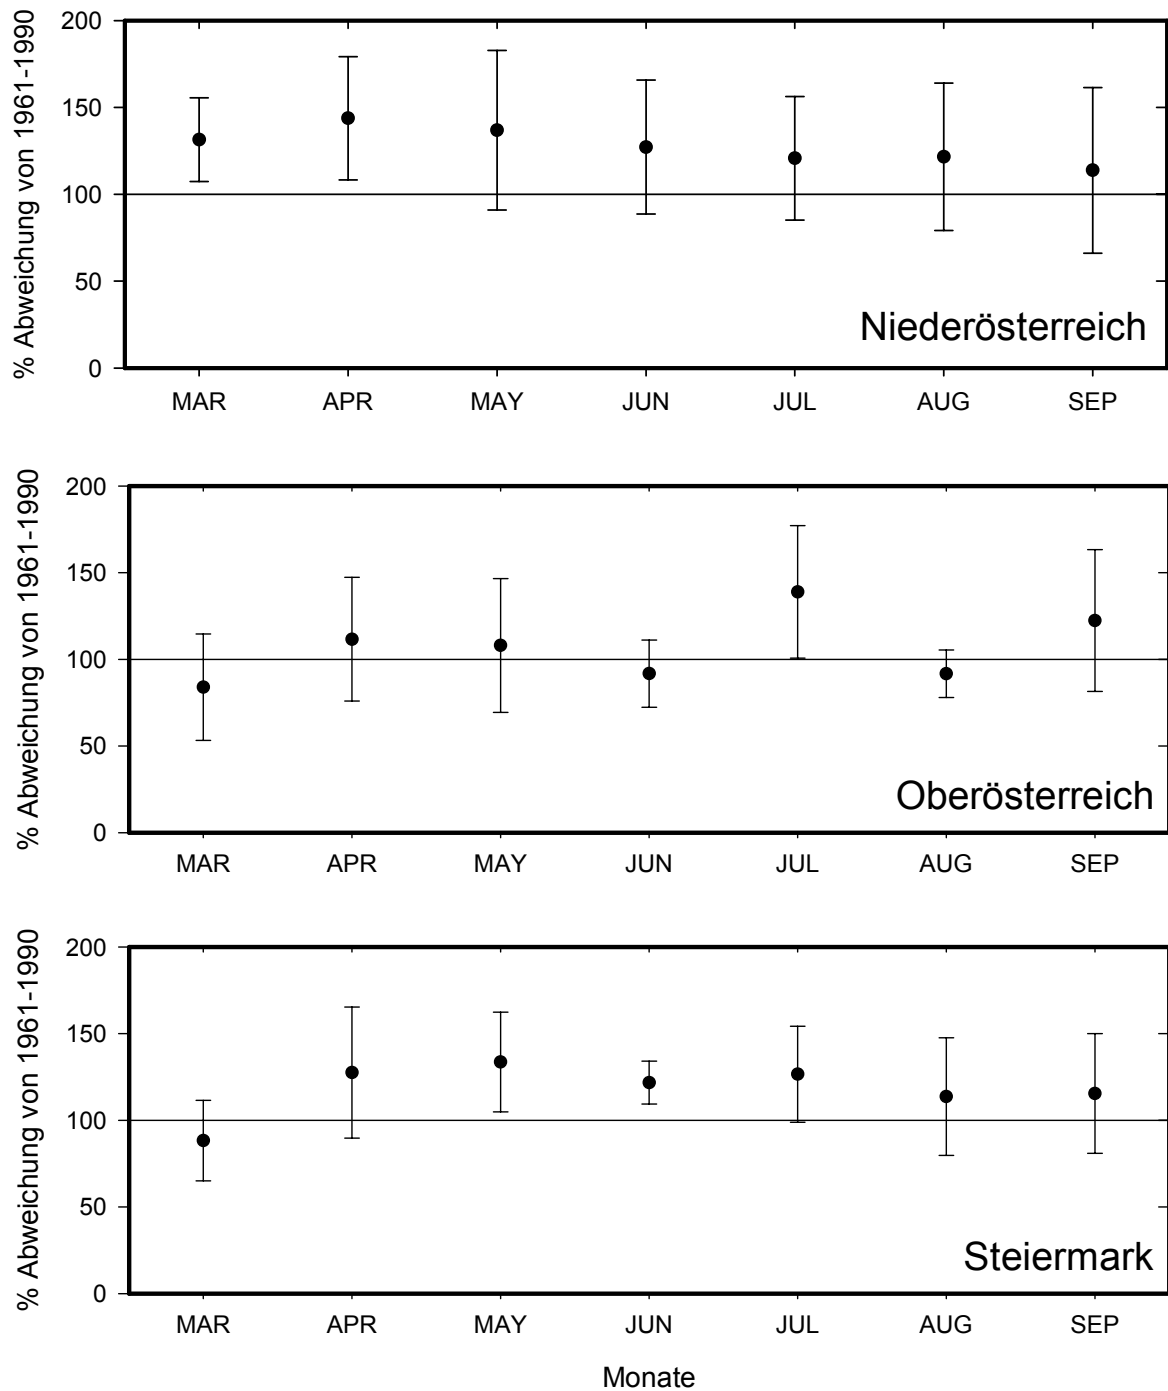 % Abweichung von 1961-1990
200
150
100
50
0
Niederösterreich
MAR APR MAY JUN JUL AUG SEP
% Abweichung von 1961-1990
200
150
100
50
0
Oberösterreich
MAR APR MAY JUN JUL AUG SEP
% Abweichung von 1961-1990
200
150
100
50
0
Steiermark
MAR APR MAY JUN JUL AUG SEP
Monate